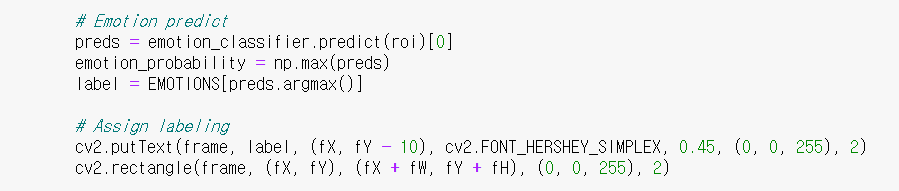 # Emotion predict
preds = emotion_classifier.predict(roi)[0]
emotion_probability = np.max(preds)
label = EMOTIONS[preds.argmax()]
# Assign labeling
cv2.putText(frame, label, (fX, fY - 10), cv2.FONT_HERSHEY_SIMPLEX, 0.45, (0, 0, 255), 2)
cv2.rectangle(frame, (fX, fY), (fX + fW, fY + fH), (0, 0, 255), 2)